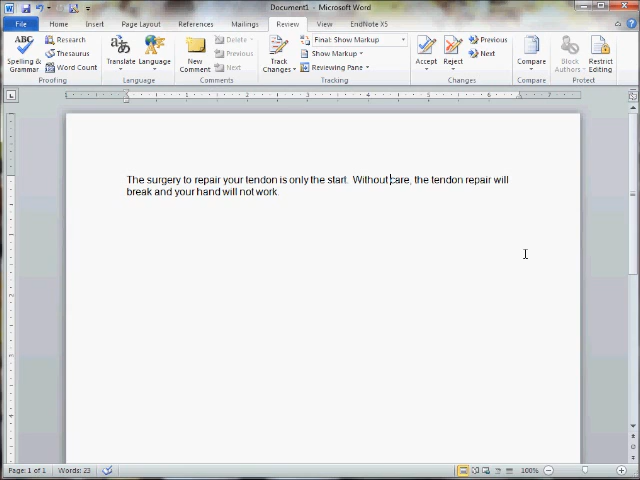 Document1 - Microsoft Word
File Home Insert Page Layout References Mailings Review View EndNote X5
Spelling & Grammar
Research
Thesaurus
Word Count
Proofing
Translate
Language
Language
New Comment
Delete
Previous
Next
Comments
Track Changes
Final: Show Markup
Show Markup
Reviewing Pane
Tracking
Accept
Reject
Previous
Next
Changes
Compare
Compare
Block Authors
Restrict Editing
Protect
The surgery to repair your tendon is only the start. Without care, the tendon repair will
break and your hand will not work.
Page: 1 of 1 Words: 23 100%